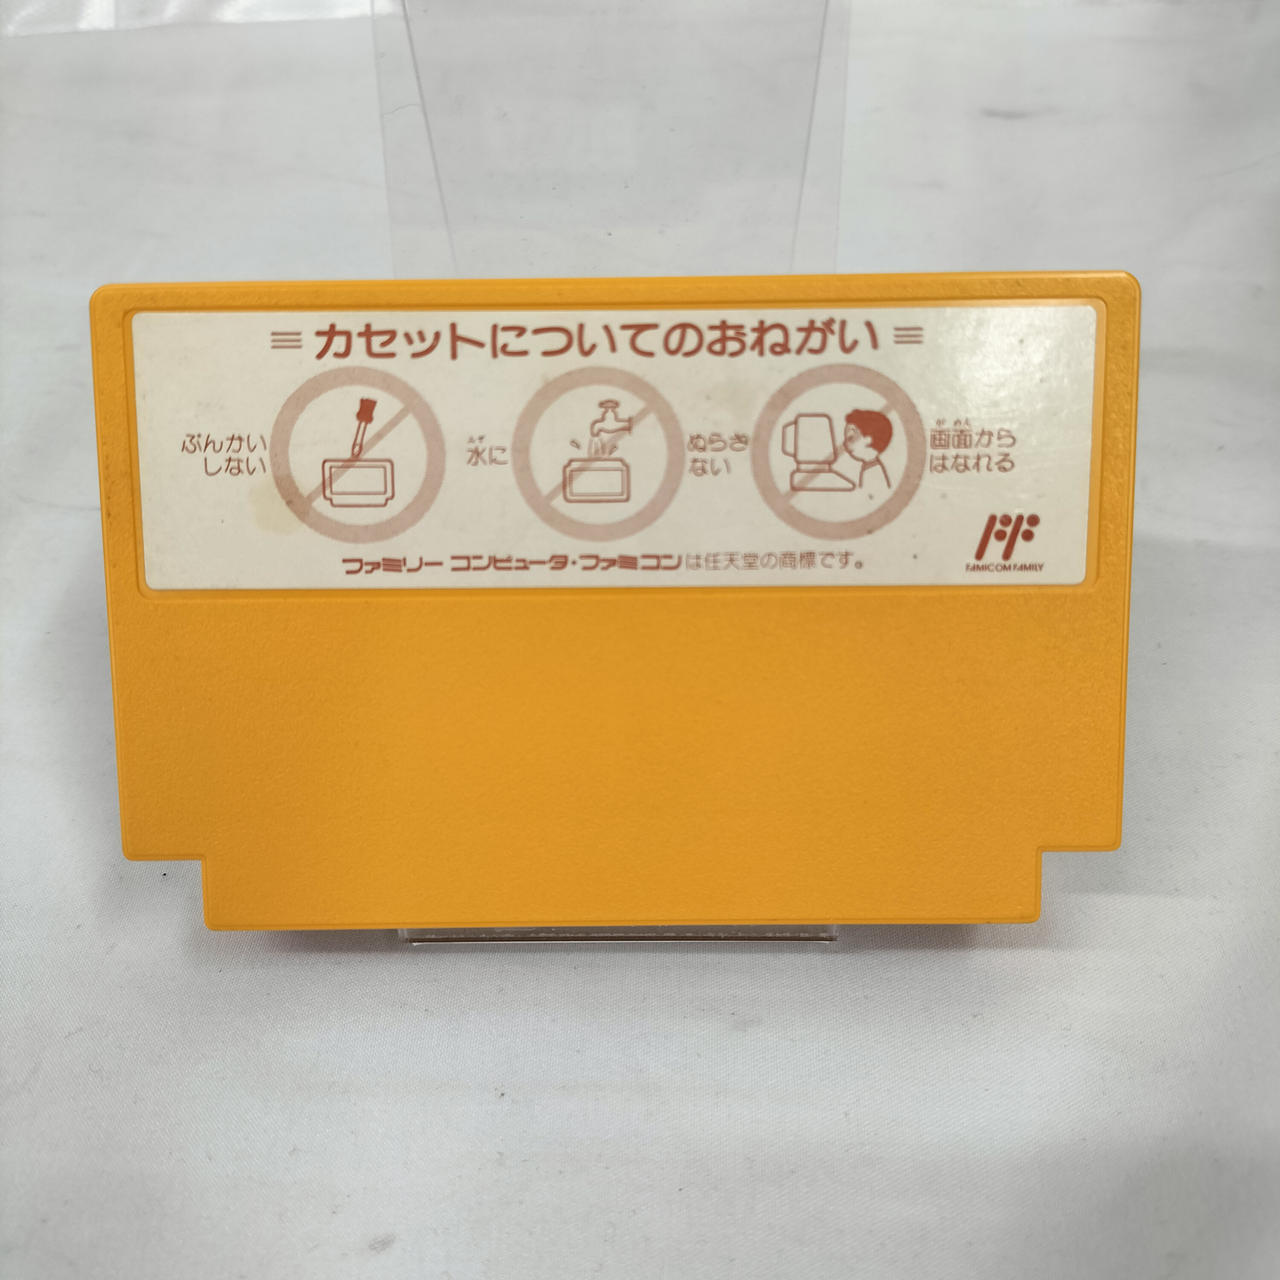 カセットについてのおねがい
ぶんかい
しない
みず
水に
ぬらさ
ない
が めん
画面から
はなれる
ファミリー コンピュータ・ファミコンは任天堂の商標です。
FAMICOM FAMILY